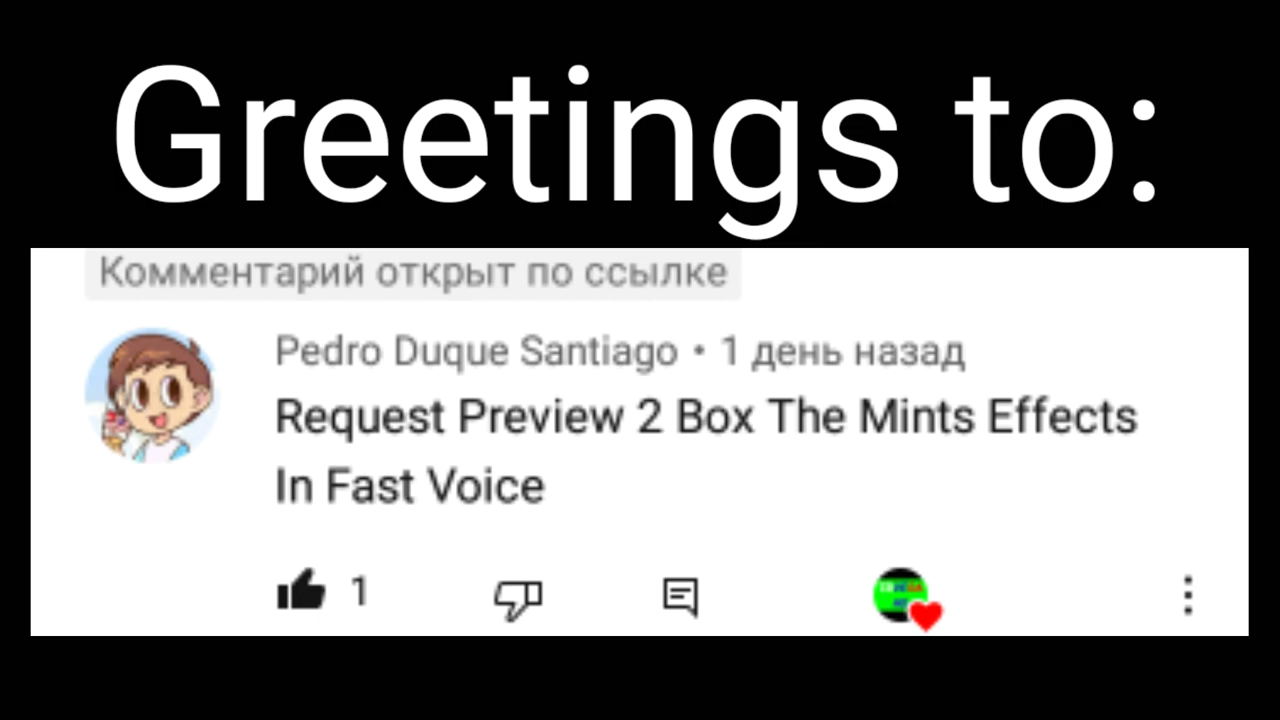 Greetings to:
Комментарий открыт по ссылке
Pedro Duque Santiago • 1 день назад
Request Preview 2 Box The Mints Effects
In Fast Voice
1